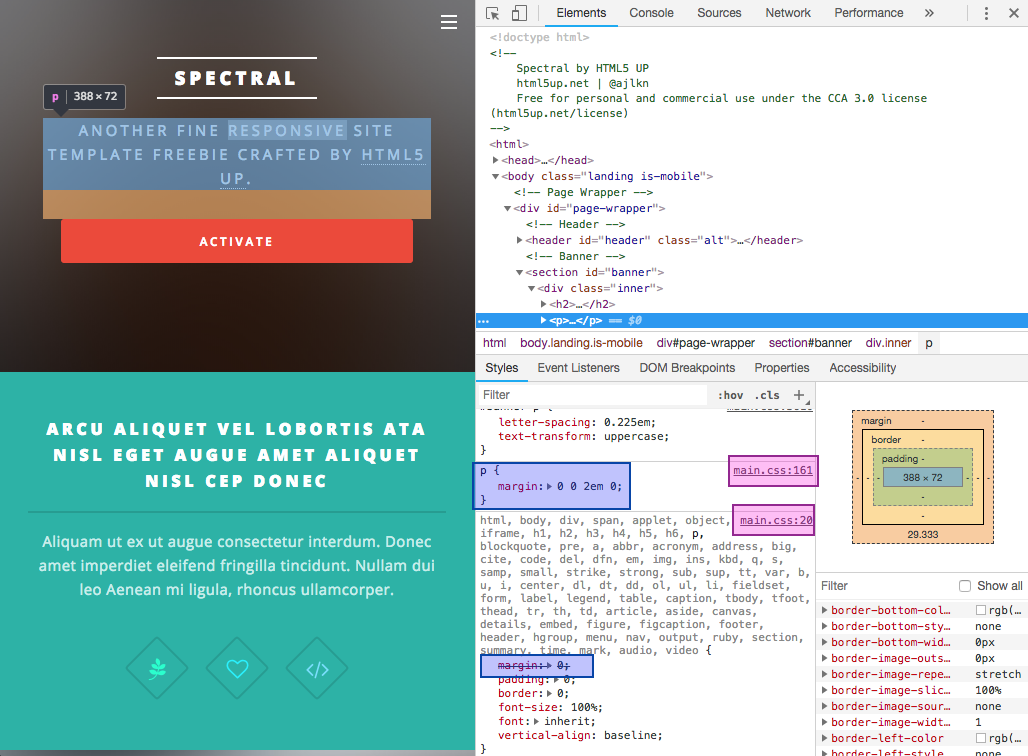 SPECTRAL
p 388 × 72
ANOTHER FINE RESPONSIVE SITE
TEMPLATE FREEBIE CRAFTED BY HTML5
UP.
ACTIVATE
ARCU ALIQUET VEL LOBORTIS ATA
NISL EGET AUGUE AMET ALIQUET
NISL CEP DONEC
Aliquam ut ex ut augue consectetur interdum. Donec
amet imperdiet eleifend fringilla tincidunt. Nullam dui
leo Aenean mi ligula, rhoncus ullamcorper.
Elements Console Sources Network Performance »
<!doctype html>
<!--
Spectral by HTML5 UP
html5up.net | @ajlkn
Free for personal and commercial use under the CCA 3.0 license
(html5up.net/license)
-->
<html>
▶<head>…</head>
▼<body class="landing is-mobile">
<!-- Page Wrapper -->
▼<div id="page-wrapper">
<!-- Header -->
▶<header id="header" class="alt">…</header>
<!-- Banner -->
▼<section id="banner">
▼<div class="inner">
▶<h2>…</h2>
… ▶<p>…</p> == $0
html body.landing.is-mobile div#page-wrapper section#banner div.inner p
Styles Event Listeners DOM Breakpoints Properties Accessibility
Filter :hov .cls +
letter-spacing: 0.225em;
text-transform: uppercase;
}
p { main.css:161
margin:▶ 0 0 2em 0;
}
main.css:20
html, body, div, span, applet, object,
iframe, h1, h2, h3, h4, h5, h6, p,
blockquote, pre, a, abbr, acronym, address, big,
cite, code, del, dfn, em, img, ins, kbd, q, s,
samp, small, strike, strong, sub, sup, tt, var, b,
u, i, center, dl, dt, dd, ol, ul, li, fieldset,
form, label, legend, table, caption, tbody, tfoot,
thead, tr, th, td, article, aside, canvas,
details, embed, figure, figcaption, footer,
header, hgroup, menu, nav, output, ruby, section,
summary, time, mark, audio, video {
margin:▶ 0;
padding:▶ 0;
border:▶ 0;
font-size: 100%;
font:▶ inherit;
vertical-align: baseline;
}
margin -
border -
padding -
- - - 388 × 72 - - -
-
-
29.333
Filter Show all
▶ border-bottom-col… rgb(…
▶ border-bottom-sty… none
▶ border-bottom-wid… 0px
▶ border-image-outs… 0px
▶ border-image-repe… stretch
▶ border-image-slic… 100%
▶ border-image-sour… none
▶ border-image-widt… 1
▶ border-left-color rgb(…
▶ border-left-style none